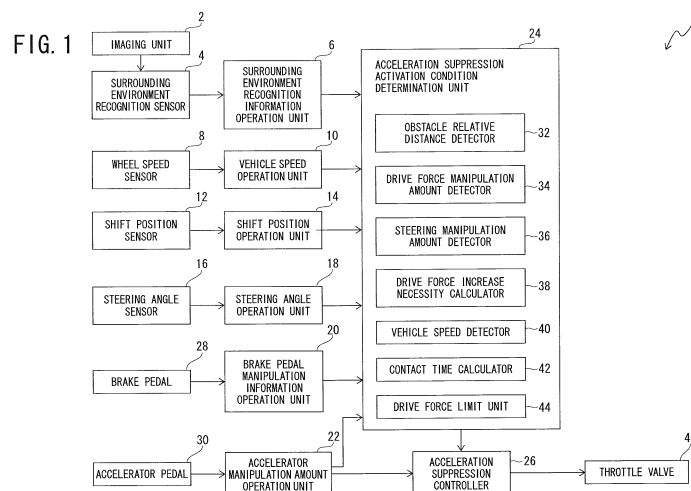 FIG. 1
2
IMAGING UNIT
4
SURROUNDING
ENVIRONMENT
RECOGNITION SENSOR
6
SURROUNDING
ENVIRONMENT
RECOGNITION
INFORMATION
OPERATION UNIT
8
WHEEL SPEED
SENSOR
10
VEHICLE SPEED
OPERATION UNIT
12
SHIFT POSITION
SENSOR
14
SHIFT POSITION
OPERATION UNIT
16
STEERING ANGLE
SENSOR
18
STEERING ANGLE
OPERATION UNIT
28
BRAKE PEDAL
20
BRAKE PEDAL
MANIPULATION
INFORMATION
OPERATION UNIT
30
ACCELERATOR PEDAL
22
ACCELERATOR
MANIPULATION AMOUNT
OPERATION UNIT
24
ACCELERATION SUPPRESSION
ACTIVATION CONDITION
DETERMINATION UNIT
OBSTACLE RELATIVE
DISTANCE DETECTOR
32
DRIVE FORCE MANIPULATION
AMOUNT DETECTOR
34
STEERING MANIPULATION
AMOUNT DETECTOR
36
DRIVE FORCE INCREASE
NECESSITY CALCULATOR
38
VEHICLE SPEED DETECTOR
40
CONTACT TIME CALCULATOR
42
DRIVE FORCE LIMIT UNIT
44
ACCELERATION
SUPPRESSION
CONTROLLER
26
THROTTLE VALVE
4